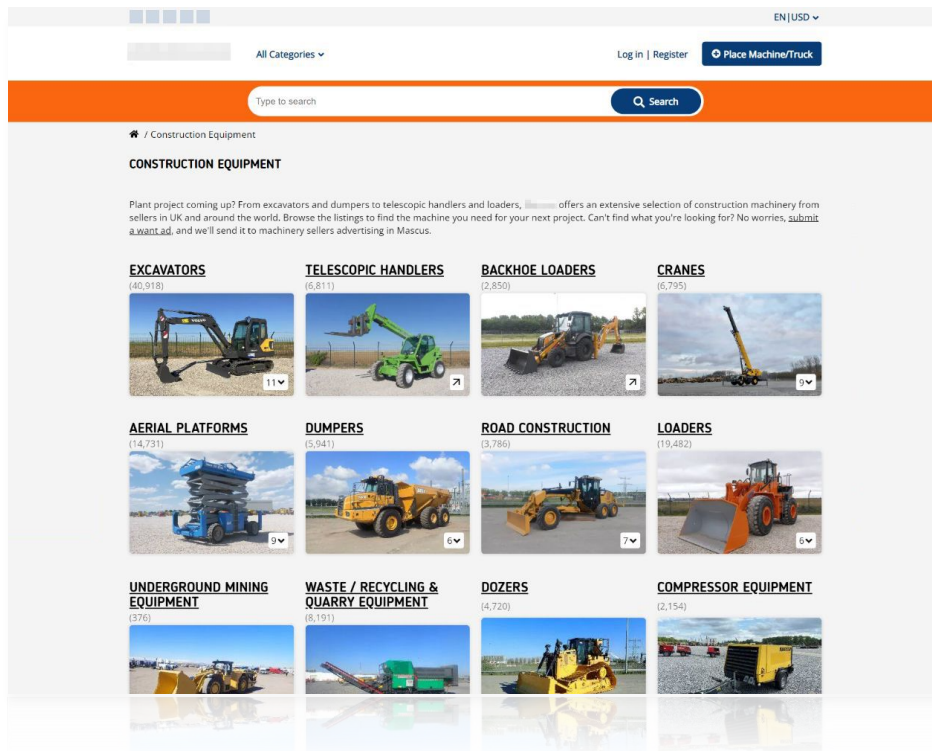 EN|USD
All Categories
Log in | Register
Place Machine/Truck
Type to search
Search
/ Construction Equipment
CONSTRUCTION EQUIPMENT
Plant project coming up? From excavators and dumpers to telescopic handlers and loaders, offers an extensive selection of construction machinery from
sellers in UK and around the world. Browse the listings to find the machine you need for your next project. Can't find what you're looking for? No worries, submit
a want ad, and we'll send it to machinery sellers advertising in Mascus.
EXCAVATORS
(40,918)
11
TELESCOPIC HANDLERS
(6,811)
BACKHOE LOADERS
(2,850)
CRANES
(6,795)
9
AERIAL PLATFORMS
(14,731)
9
DUMPERS
(5,941)
6
ROAD CONSTRUCTION
(3,786)
7
LOADERS
(19,482)
6
UNDERGROUND MINING
EQUIPMENT
(376)
WASTE / RECYCLING &
QUARRY EQUIPMENT
(8,191)
DOZERS
(4,720)
COMPRESSOR EQUIPMENT
(2,154)